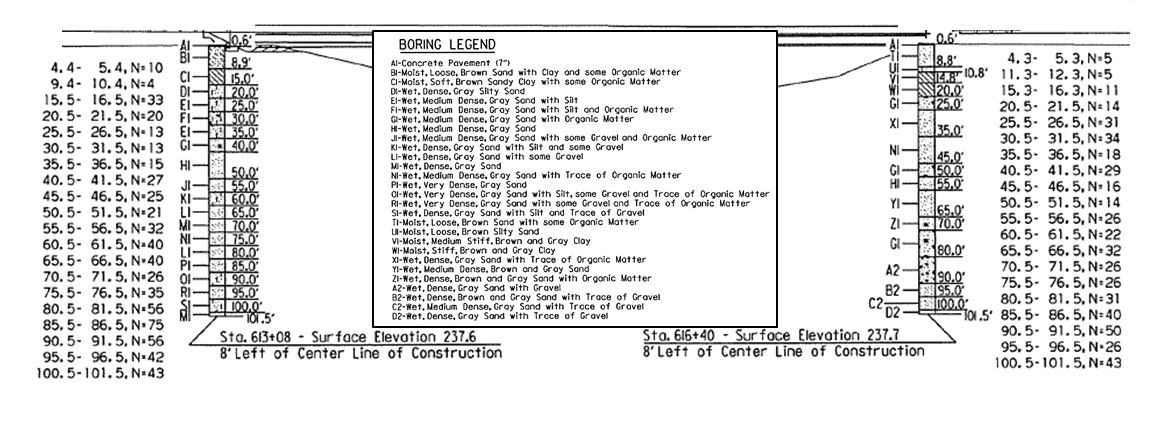 BORING LEGEND
A1-Concrete Pavement (7")
B1-Moist, Loose, Brown Sand with Clay and some Organic Matter
C1-Moist, Soft, Brown Sandy Clay with some Organic Matter
D1-Wet, Dense, Gray Silty Sand
E1-Wet, Medium Dense, Gray Sand with Silt
F1-Wet, Medium Dense, Gray Sand with Silt and Organic Matter
G1-Wet, Medium Dense, Gray Sand with Organic Matter
H1-Wet, Medium Dense, Gray Sand
J1-Wet, Medium Dense, Gray Sand with some Gravel and Organic Matter
K1-Wet, Dense, Gray Sand with Silt and some Gravel
L1-Wet, Dense, Gray Sand with some Gravel
M1-Wet, Dense, Gray Sand
N1-Wet, Medium Dense, Gray Sand with Trace of Organic Matter
P1-Wet, Very Dense, Gray Sand
Q1-Wet, Very Dense, Gray Sand with Silt, some Gravel and Trace of Organic Matter
R1-Wet, Very Dense, Gray Sand with some Gravel and Trace of Organic Matter
S1-Wet, Dense, Gray Sand with Silt and Trace of Gravel
T1-Moist, Loose, Brown Sand with some Organic Matter
U1-Moist, Loose, Brown Silty Sand
V1-Moist, Medium Stiff, Brown and Gray Clay
W1-Moist, Stiff, Brown and Gray Clay
X1-Wet, Dense, Gray Sand with Trace of Organic Matter
Y1-Wet, Medium Dense, Brown and Gray Sand
Z1-Wet, Dense, Brown and Gray Sand with Organic Matter
A2-Wet, Dense, Gray Sand with Gravel
B2-Wet, Dense, Brown and Gray Sand with Trace of Gravel
C2-Wet, Medium Dense, Gray Sand with Trace of Gravel
D2-Wet, Dense, Gray Sand with Trace of Gravel
4.4- 5.4, N=10
9.4- 10.4, N=4
15.5- 16.5, N=33
20.5- 21.5, N=20
25.5- 26.5, N=13
30.5- 31.5, N=13
35.5- 36.5, N=15
40.5- 41.5, N=27
45.5- 46.5, N=25
50.5- 51.5, N=21
55.5- 56.5, N=32
60.5- 61.5, N=40
65.5- 66.5, N=40
70.5- 71.5, N=26
75.5- 76.5, N=35
80.5- 81.5, N=56
85.5- 86.5, N=75
90.5- 91.5, N=56
95.5- 96.5, N=42
100.5-101.5, N=43
A1 0.6'
B1 8.9'
C1 15.0'
D1 20.0'
E1 25.0'
F1 30.0'
E1 35.0'
G1 40.0'
H1 50.0'
J1 55.0'
K1 60.0'
L1 65.0'
M1 70.0'
N1 75.0'
L1 80.0'
P1 85.0'
Q1 90.0'
R1 95.0'
S1 100.0'
M1 101.5'
Sta. 613+08 - Surface Elevation 237.6
8' Left of Center Line of Construction
A1 0.6'
T1 8.8'
U1 10.8'
V1 14.8'
W1 20.0'
G1 25.0'
X1 35.0'
N1 45.0'
G1 50.0'
H1 55.0'
Y1 65.0'
Z1 70.0'
G1 80.0'
A2 90.0'
B2 95.0'
C2 100.0'
D2 101.5'
Sta. 616+40 - Surface Elevation 237.7
8' Left of Center Line of Construction
4.3- 5.3, N=5
11.3- 12.3, N=5
15.3- 16.3, N=11
20.5- 21.5, N=14
25.5- 26.5, N=31
30.5- 31.5, N=34
35.5- 36.5, N=18
40.5- 41.5, N=29
45.5- 46.5, N=16
50.5- 51.5, N=14
55.5- 56.5, N=26
60.5- 61.5, N=22
65.5- 66.5, N=32
70.5- 71.5, N=26
75.5- 76.5, N=26
80.5- 81.5, N=31
85.5- 86.5, N=40
90.5- 91.5, N=50
95.5- 96.5, N=26
100.5-101.5, N=43